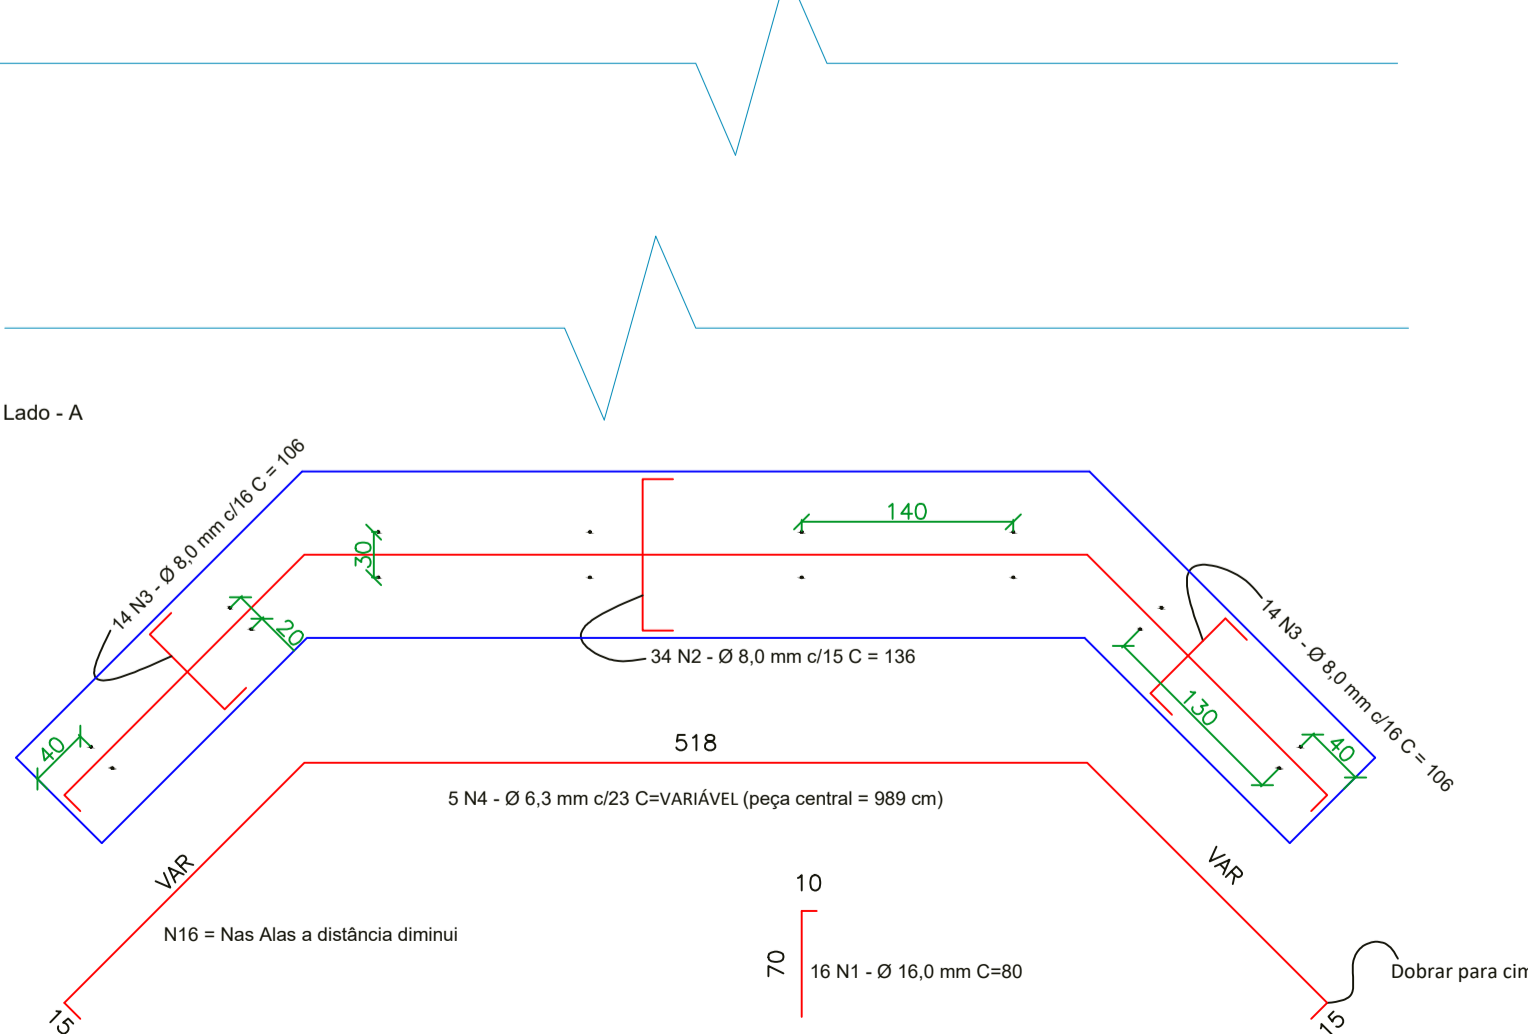 Lado - A
14 N3 - Ø 8,0 mm c/16 C = 106
140
30
20
14 N3 - Ø 8,0 mm c/16 C = 106
34 N2 - Ø 8,0 mm c/15 C = 136
130
40
40
518
5 N4 - Ø 6,3 mm c/23 C=VARIÁVEL (peça central = 989 cm)
VAR
VAR
10
N16 = Nas Alas a distância diminui
70
16 N1 - Ø 16,0 mm C=80
Dobrar para cim
15
15